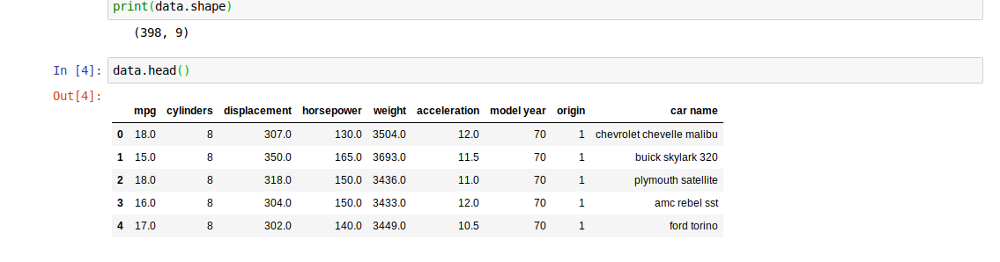 print(data.shape)
(398, 9)
In [4]: data.head()
Out[4]:
mpg cylinders displacement horsepower weight acceleration model year origin car name
0 18.0 8 307.0 130.0 3504.0 12.0 70 1 chevrolet chevelle malibu
1 15.0 8 350.0 165.0 3693.0 11.5 70 1 buick skylark 320
2 18.0 8 318.0 150.0 3436.0 11.0 70 1 plymouth satellite
3 16.0 8 304.0 150.0 3433.0 12.0 70 1 amc rebel sst
4 17.0 8 302.0 140.0 3449.0 10.5 70 1 ford torino